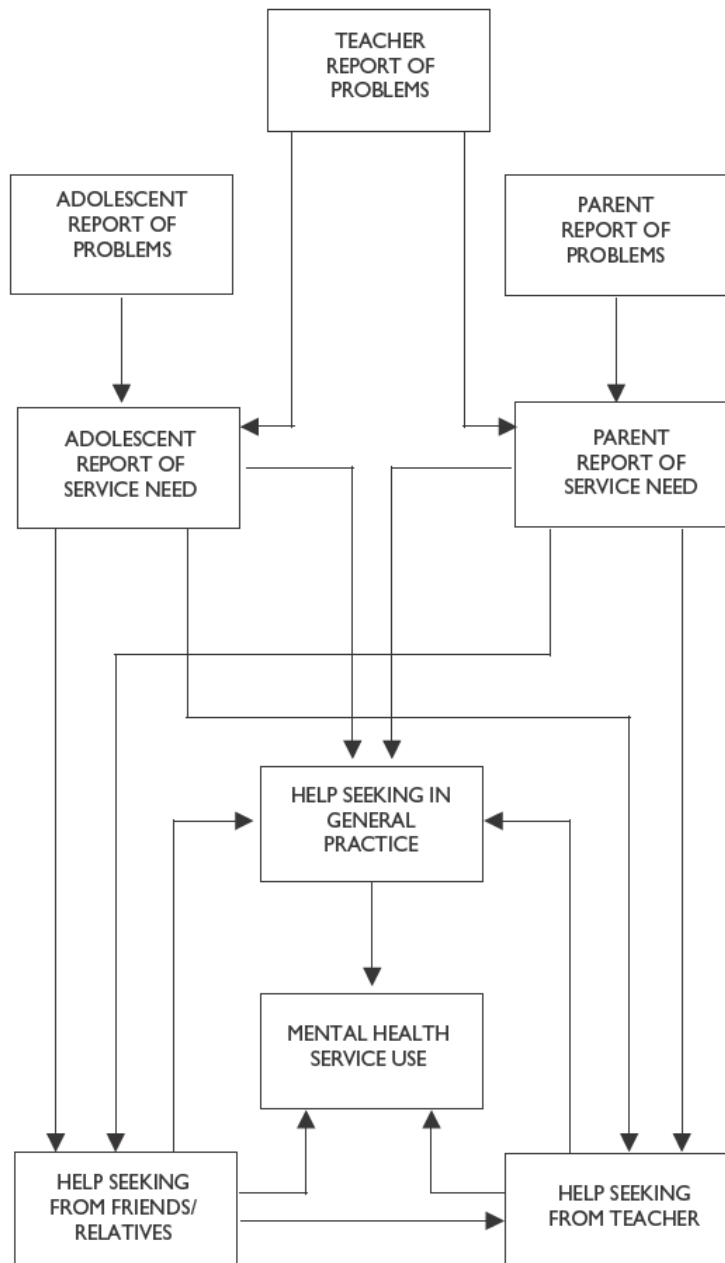 TEACHER
REPORT OF
PROBLEMS
ADOLESCENT
REPORT OF
PROBLEMS
PARENT
REPORT OF
PROBLEMS
ADOLESCENT
REPORT OF
SERVICE NEED
PARENT
REPORT OF
SERVICE NEED
HELP SEEKING IN
GENERAL
PRACTICE
MENTAL HEALTH
SERVICE USE
HELP SEEKING
FROM FRIENDS/
RELATIVES
HELP SEEKING
FROM TEACHER